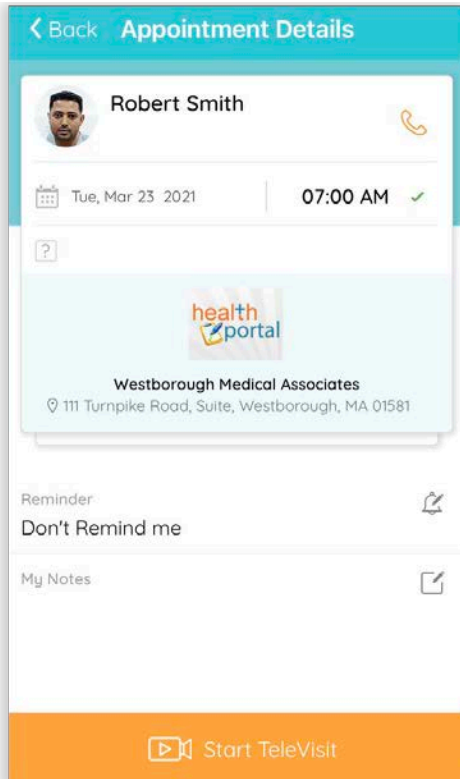 Back Appointment Details
Robert Smith
Tue, Mar 23 2021 07:00 AM
?
health
portal
Westborough Medical Associates
111 Turnpike Road, Suite, Westborough, MA 01581
Reminder
Don't Remind me
My Notes
Start TeleVisit